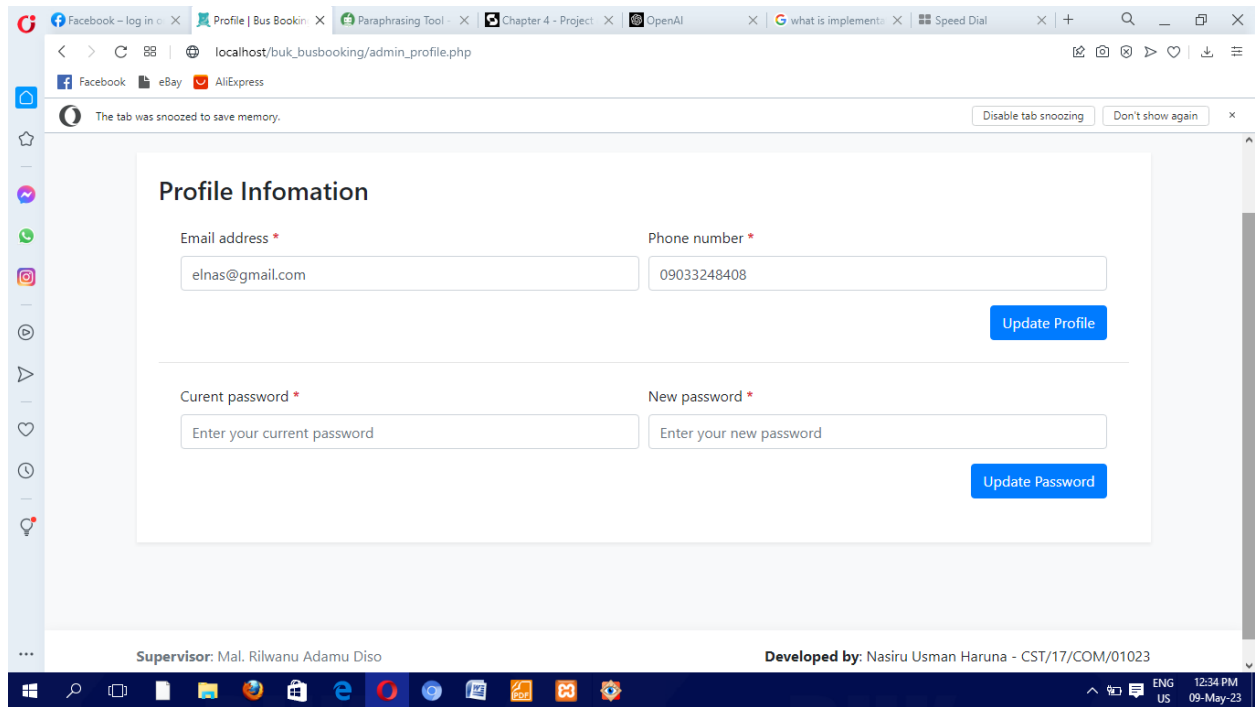 Facebook – log in o
Profile | Bus Bookin
Paraphrasing Tool -
Chapter 4 - Project
OpenAI
G what is implementa
Speed Dial
localhost/buk_busbooking/admin_profile.php
Facebook eBay AliExpress
The tab was snoozed to save memory. Disable tab snoozing Don't show again
Profile Infomation
Email address * Phone number *
elnas@gmail.com 09033248408
Update Profile
Curent password * New password *
Enter your current password Enter your new password
Update Password
Supervisor: Mal. Rilwanu Adamu Diso Developed by: Nasiru Usman Haruna - CST/17/COM/01023
ENG 12:34 PM
US 09-May-23